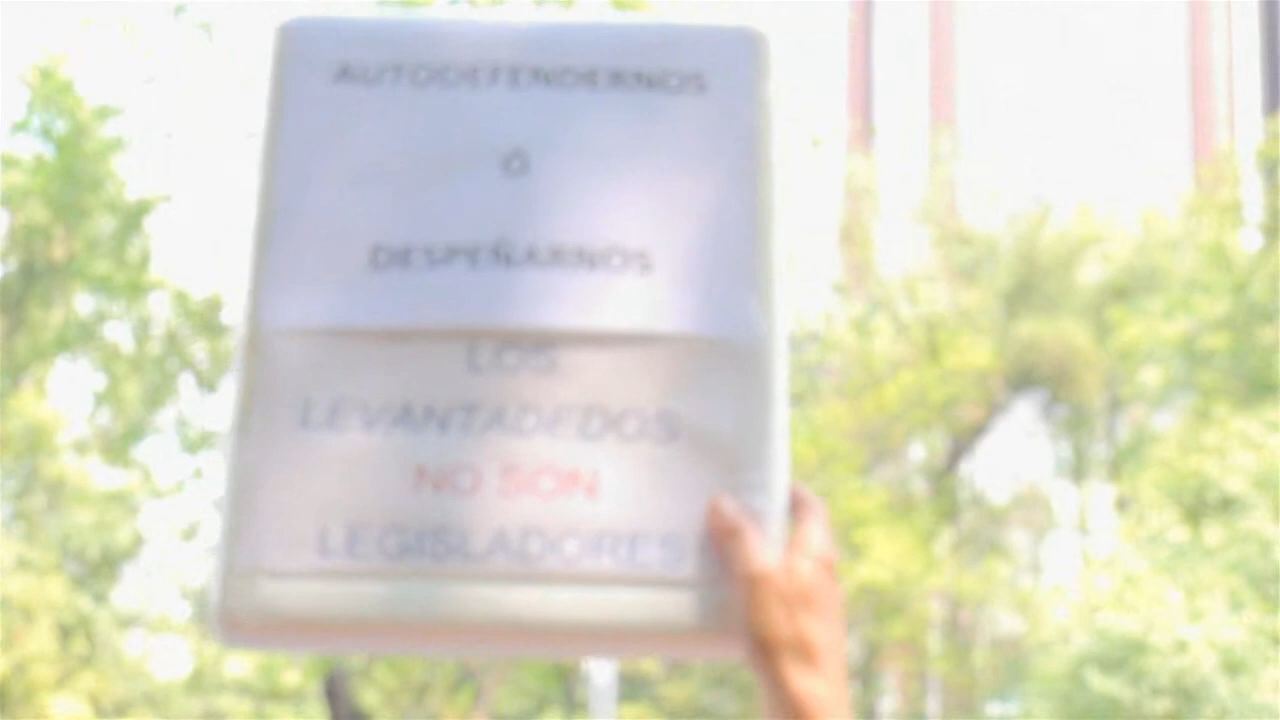 AUTODEFENDERNOS
Ó
DESPEÑARNOS
LOS
LEVANTADEDOS
NO SON
LEGISLADORES